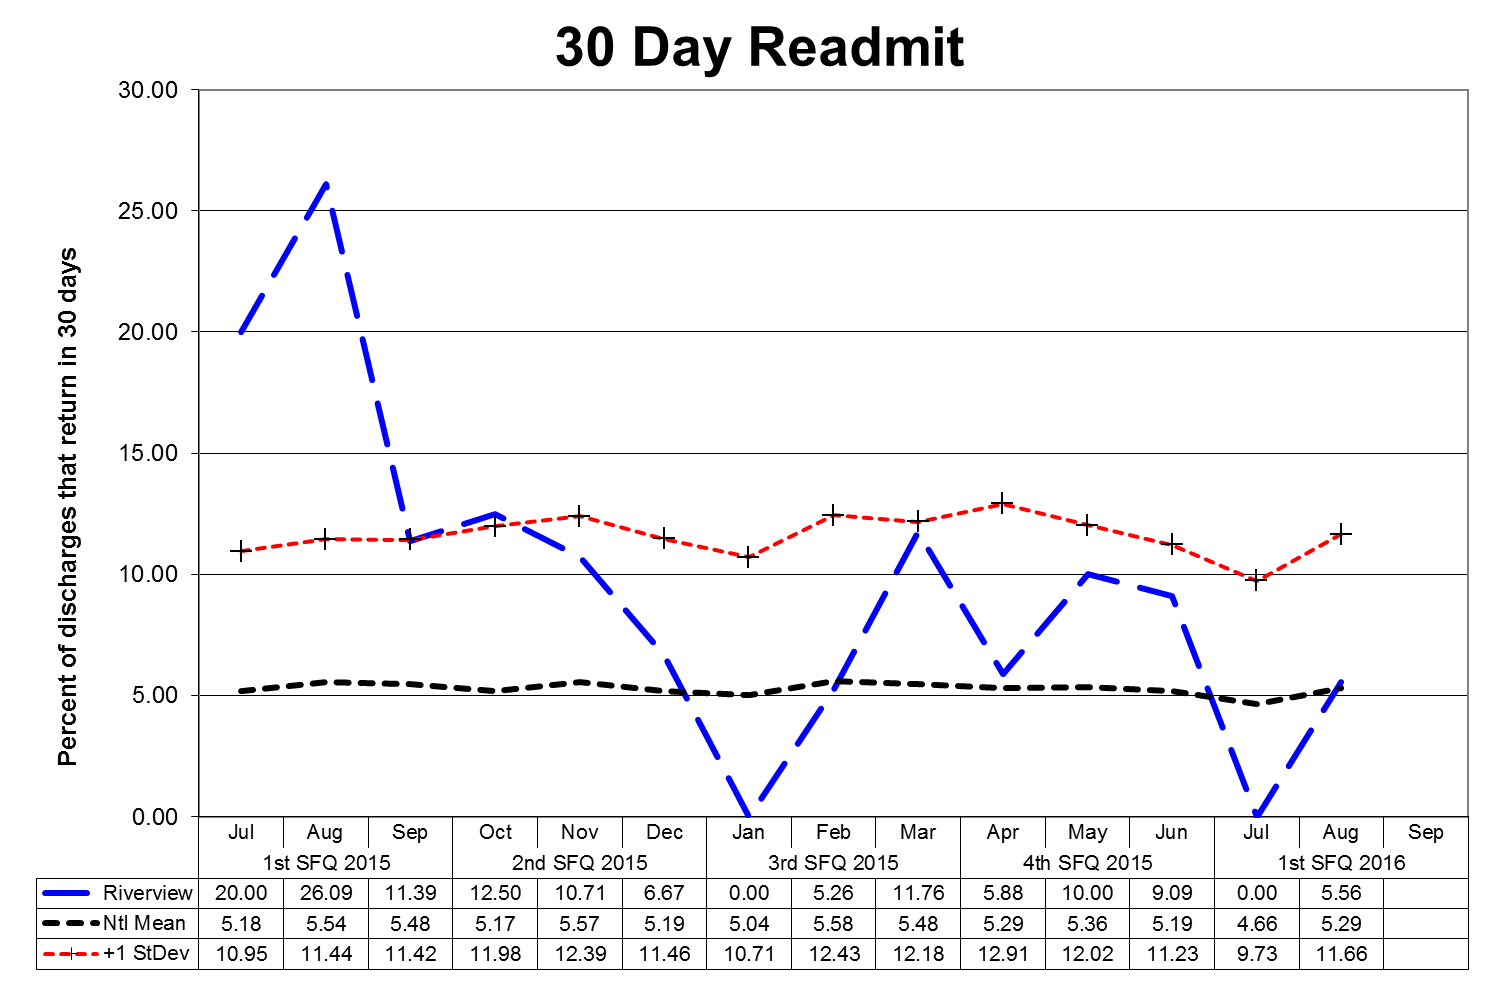 30 Day Readmit
Percent of discharges that return in 30 days
30.00
25.00
20.00
15.00
10.00
5.00
0.00
Jul Aug Sep Oct Nov Dec Jan Feb Mar Apr May Jun Jul Aug Sep
1st SFQ 2015 2nd SFQ 2015 3rd SFQ 2015 4th SFQ 2015 1st SFQ 2016
Riverview 20.00 26.09 11.39 12.50 10.71 6.67 0.00 5.26 11.76 5.88 10.00 9.09 0.00 5.56
Ntl Mean 5.18 5.54 5.48 5.17 5.57 5.19 5.04 5.58 5.48 5.29 5.36 5.19 4.66 5.29
+1 StDev 10.95 11.44 11.42 11.98 12.39 11.46 10.71 12.43 12.18 12.91 12.02 11.23 9.73 11.66